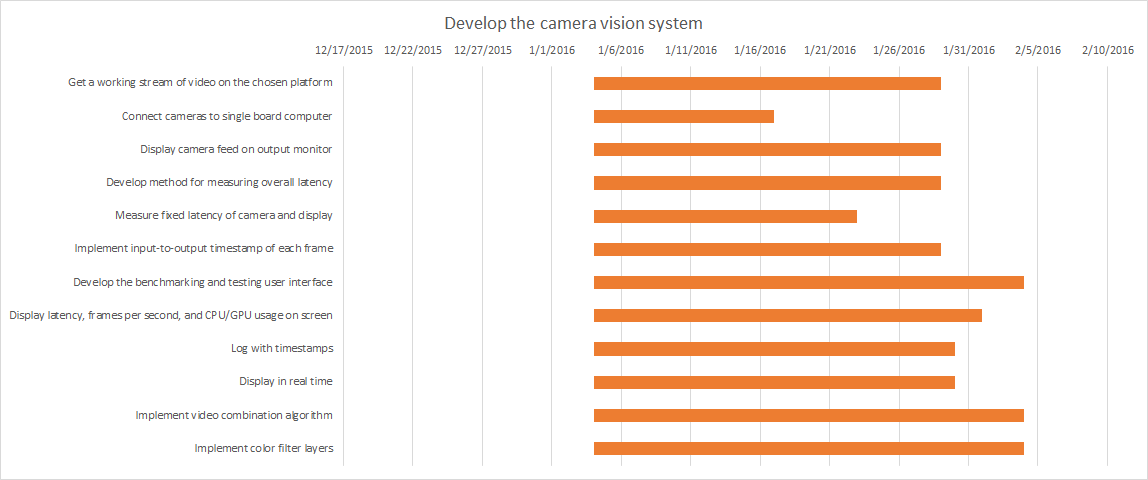 Develop the camera vision system
12/17/2015 12/22/2015 12/27/2015 1/1/2016 1/6/2016 1/11/2016 1/16/2016 1/21/2016 1/26/2016 1/31/2016 2/5/2016 2/10/2016
Get a working stream of video on the chosen platform
Connect cameras to single board computer
Display camera feed on output monitor
Develop method for measuring overall latency
Measure fixed latency of camera and display
Implement input-to-output timestamp of each frame
Develop the benchmarking and testing user interface
Display latency, frames per second, and CPU/GPU usage on screen
Log with timestamps
Display in real time
Implement video combination algorithm
Implement color filter layers